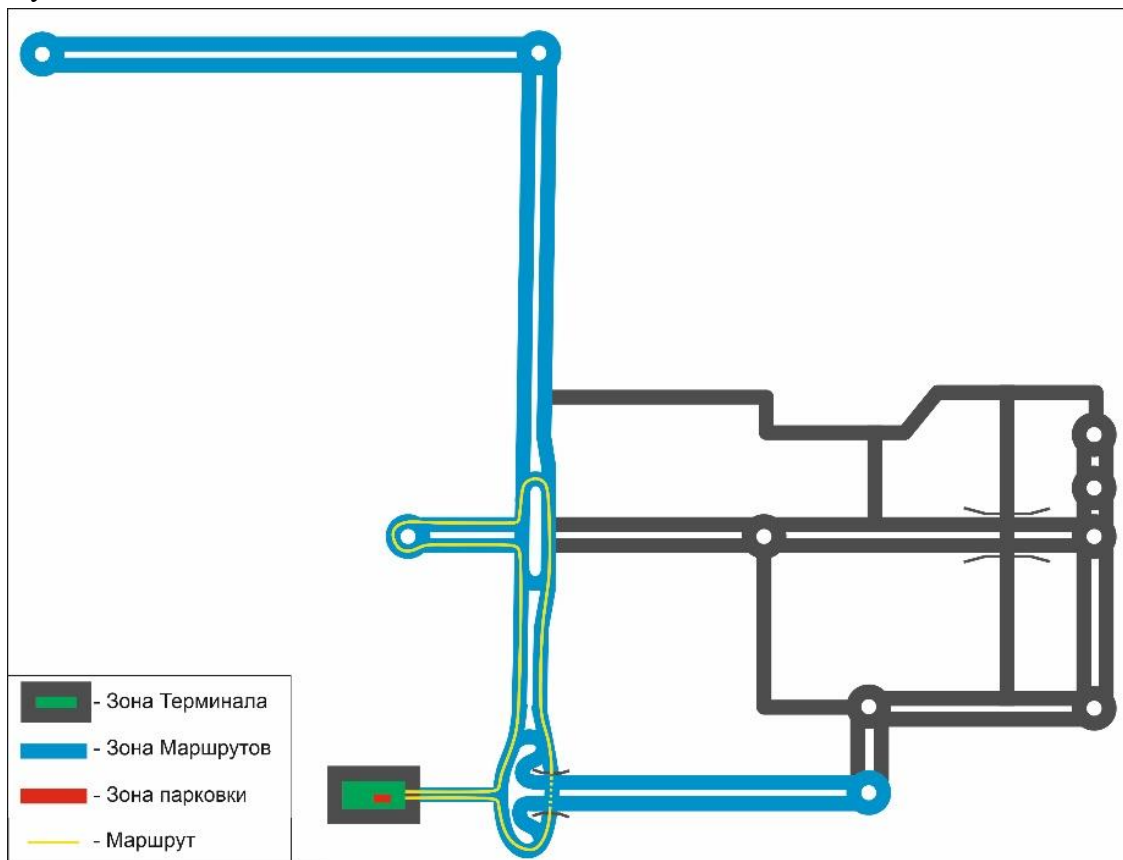 - Зона Терминала
- Зона Маршрутов
- Зона парковки
- Маршрут